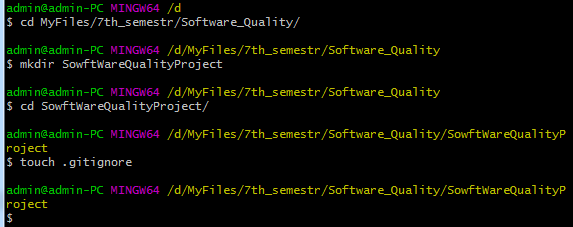 admin@admin-PC MINGW64 /d
$ cd MyFiles/7th_semestr/Software_Quality/
admin@admin-PC MINGW64 /d/MyFiles/7th_semestr/Software_Quality
$ mkdir SowftWareQualityProject
admin@admin-PC MINGW64 /d/MyFiles/7th_semestr/Software_Quality
$ cd SowftWareQualityProject/
admin@admin-PC MINGW64 /d/MyFiles/7th_semestr/Software_Quality/SowftWareQualityP
roject
$ touch .gitignore
admin@admin-PC MINGW64 /d/MyFiles/7th_semestr/Software_Quality/SowftWareQualityP
roject
$